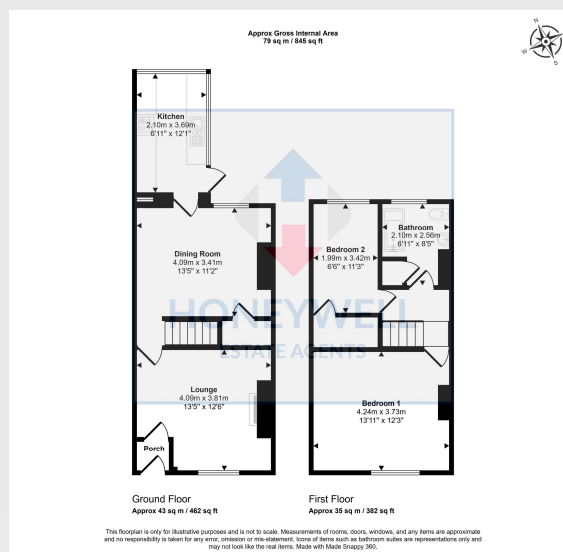 Approx Gross Internal Area
79 sq m / 845 sq ft
N
W
S
Kitchen
2.10m x 3.69m
6'11" x 12'1"
Dining Room
4.09m x 3.41m
13'5" x 11'2"
Bedroom 2
1.99m x 3.42m
6'6" x 11'3"
Bathroom
2.10m x 2.56m
6'11" x 8'5"
HONEYWELL
ESTATE AGENTS
Lounge
4.09m x 3.81m
13'5" x 12'6"
Porch
Bedroom 1
4.24m x 3.73m
13'11" x 12'3"
Ground Floor
Approx 43 sq m / 462 sq ft
First Floor
Approx 35 sq m / 382 sq ft
This floorplan is only for illustrative purposes and is not to scale. Measurements of rooms, doors, windows, and any items are approximate
and no responsibility is taken for any error, omission or mis-statement. Icons of items such as bathroom suites are representations only and
may not look like the real items. Made with Made Snappy 360.